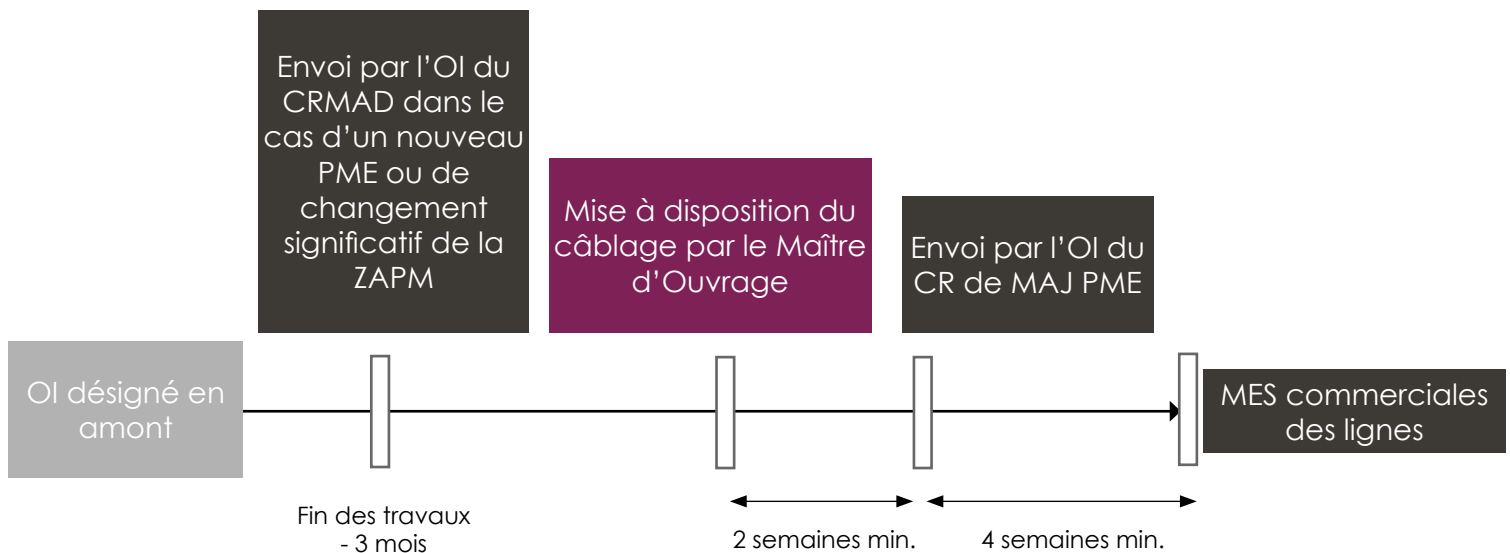 Envoi par l’OI du
CRMAD dans le
cas d’un nouveau
PME ou de
changement
significatif de la
ZAPM
Mise à disposition du
câblage par le Maître
d’Ouvrage
Envoi par l’OI du
CR de MAJ PME
OI désigné en
amont
MES commerciales
des lignes
Fin des travaux
- 3 mois
2 semaines min.
4 semaines min.